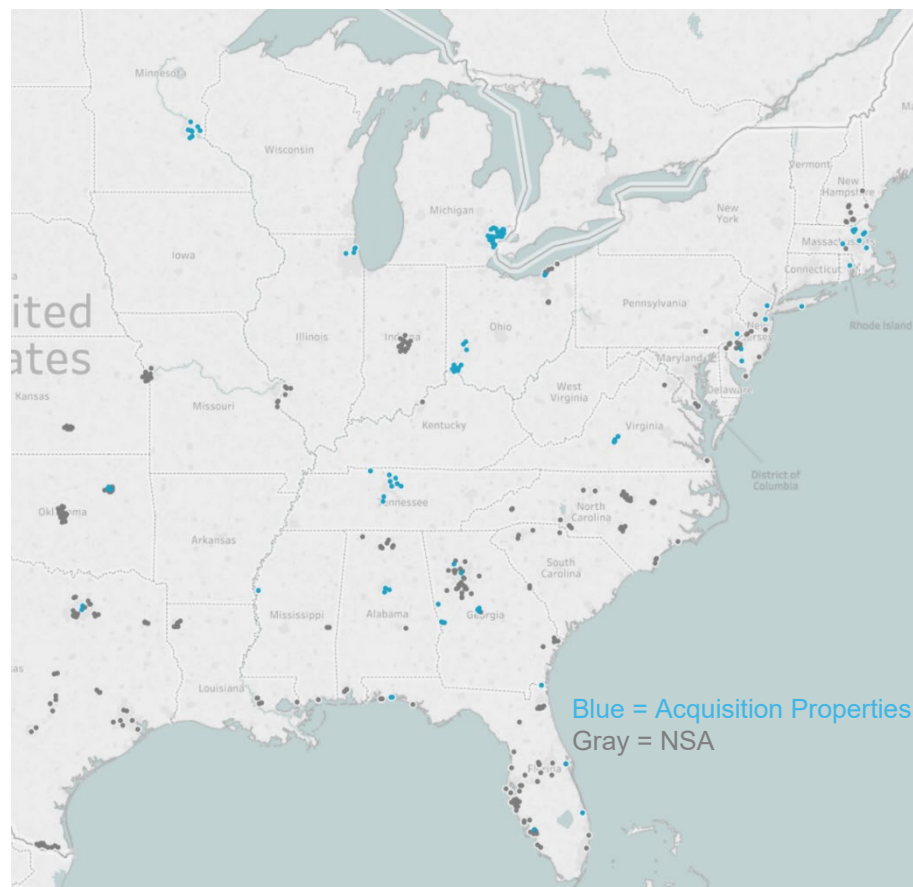 Minnesota
Wisconsin
Michigan
Vermont
New
Hampshire
New
York
Massachusetts
Connecticut
Rhode Island
Iowa
ited
ates
Illinois
Indiana
Ohio
Pennsylvania
New
Jersey
Maryland
Delaware
Kansas
Missouri
West
Virginia
Virginia
Kentucky
District of
Columbia
Oklahoma
Tennessee
North
Carolina
Arkansas
South
Carolina
Mississippi
Alabama
Georgia
as
Louisiana
Blue = Acquisition Properties
Gray = NSA
Florida